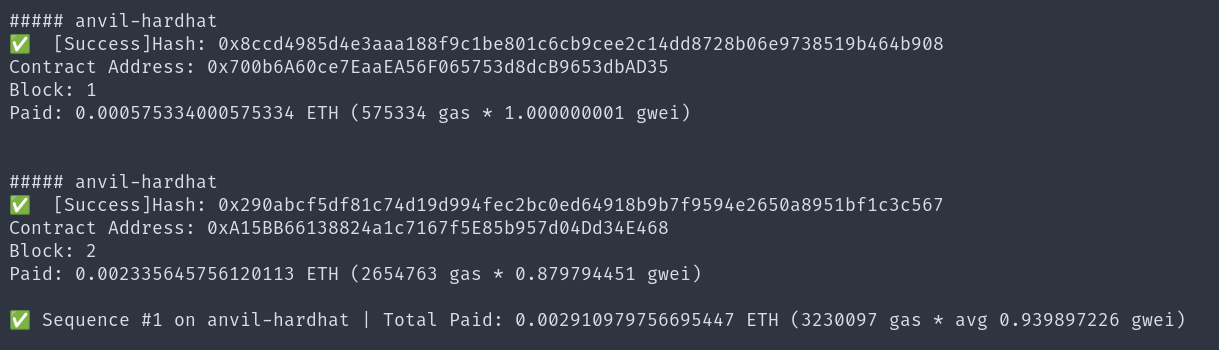 ##### anvil-hardhat
✅  [Success]Hash: 0x8ccd4985d4e3aaa188f9c1be801c6cb9cee2c14dd8728b06e9738519b464b908
Contract Address: 0x700b6A60ce7EaaEA56F065753d8dcB9653dbAD35
Block: 1
Paid: 0.000575334000575334 ETH (575334 gas * 1.000000001 gwei)
##### anvil-hardhat
✅  [Success]Hash: 0x290abcf5df81c74d19d994fec2bc0ed64918b9b7f9594e2650a8951bf1c3c567
Contract Address: 0xA15BB66138824a1c7167f5E85b957d04Dd34E468
Block: 2
Paid: 0.002335645756120113 ETH (2654763 gas * 0.879794451 gwei)
✅ Sequence #1 on anvil-hardhat | Total Paid: 0.002910979756695447 ETH (3230097 gas * avg 0.939897226 gwei)